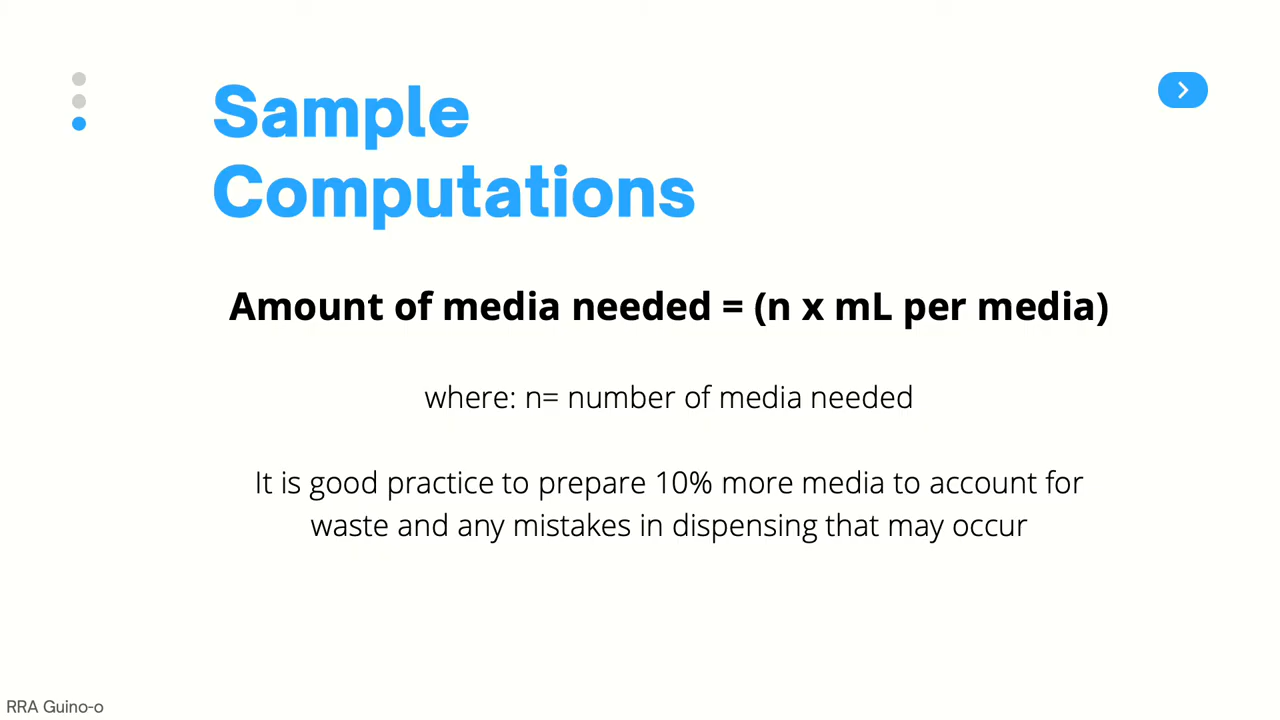 Sample
Computations
Amount of media needed = (n x mL per media)
where: n= number of media needed
It is good practice to prepare 10% more media to account for
waste and any mistakes in dispensing that may occur
RRA Guino-o